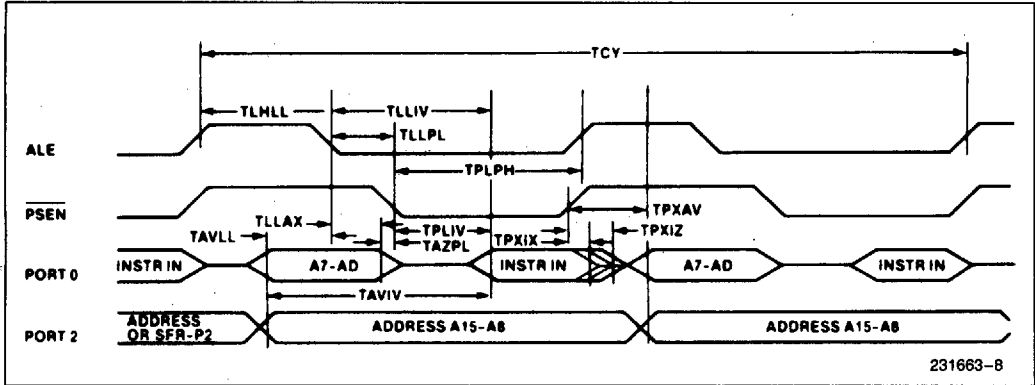 TCY
TLHLL
TLLIV
TLLPL
ALE
TPLPH
PSEN
TPXAV
TLLAX
TPLIV
TPXIZ
TAVLL
TAZPL
TPXIX
PORT 0
INSTR IN
A7-AD
INSTR IN
A7-AD
INSTR IN
TAVIV
PORT 2
ADDRESS
OR SFR-P2
ADDRESS A15-A8
ADDRESS A15-A8
231663-8